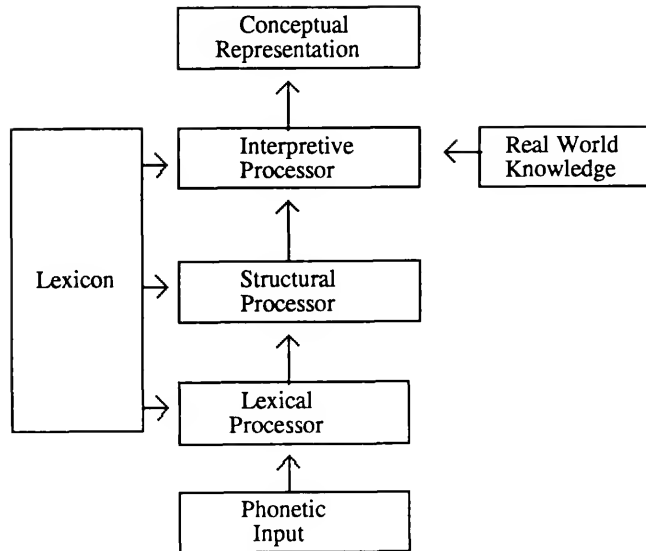 Conceptual
Representation
Interpretive
Processor
Real World
Knowledge
Lexicon
Structural
Processor
Lexical
Processor
Phonetic
Input